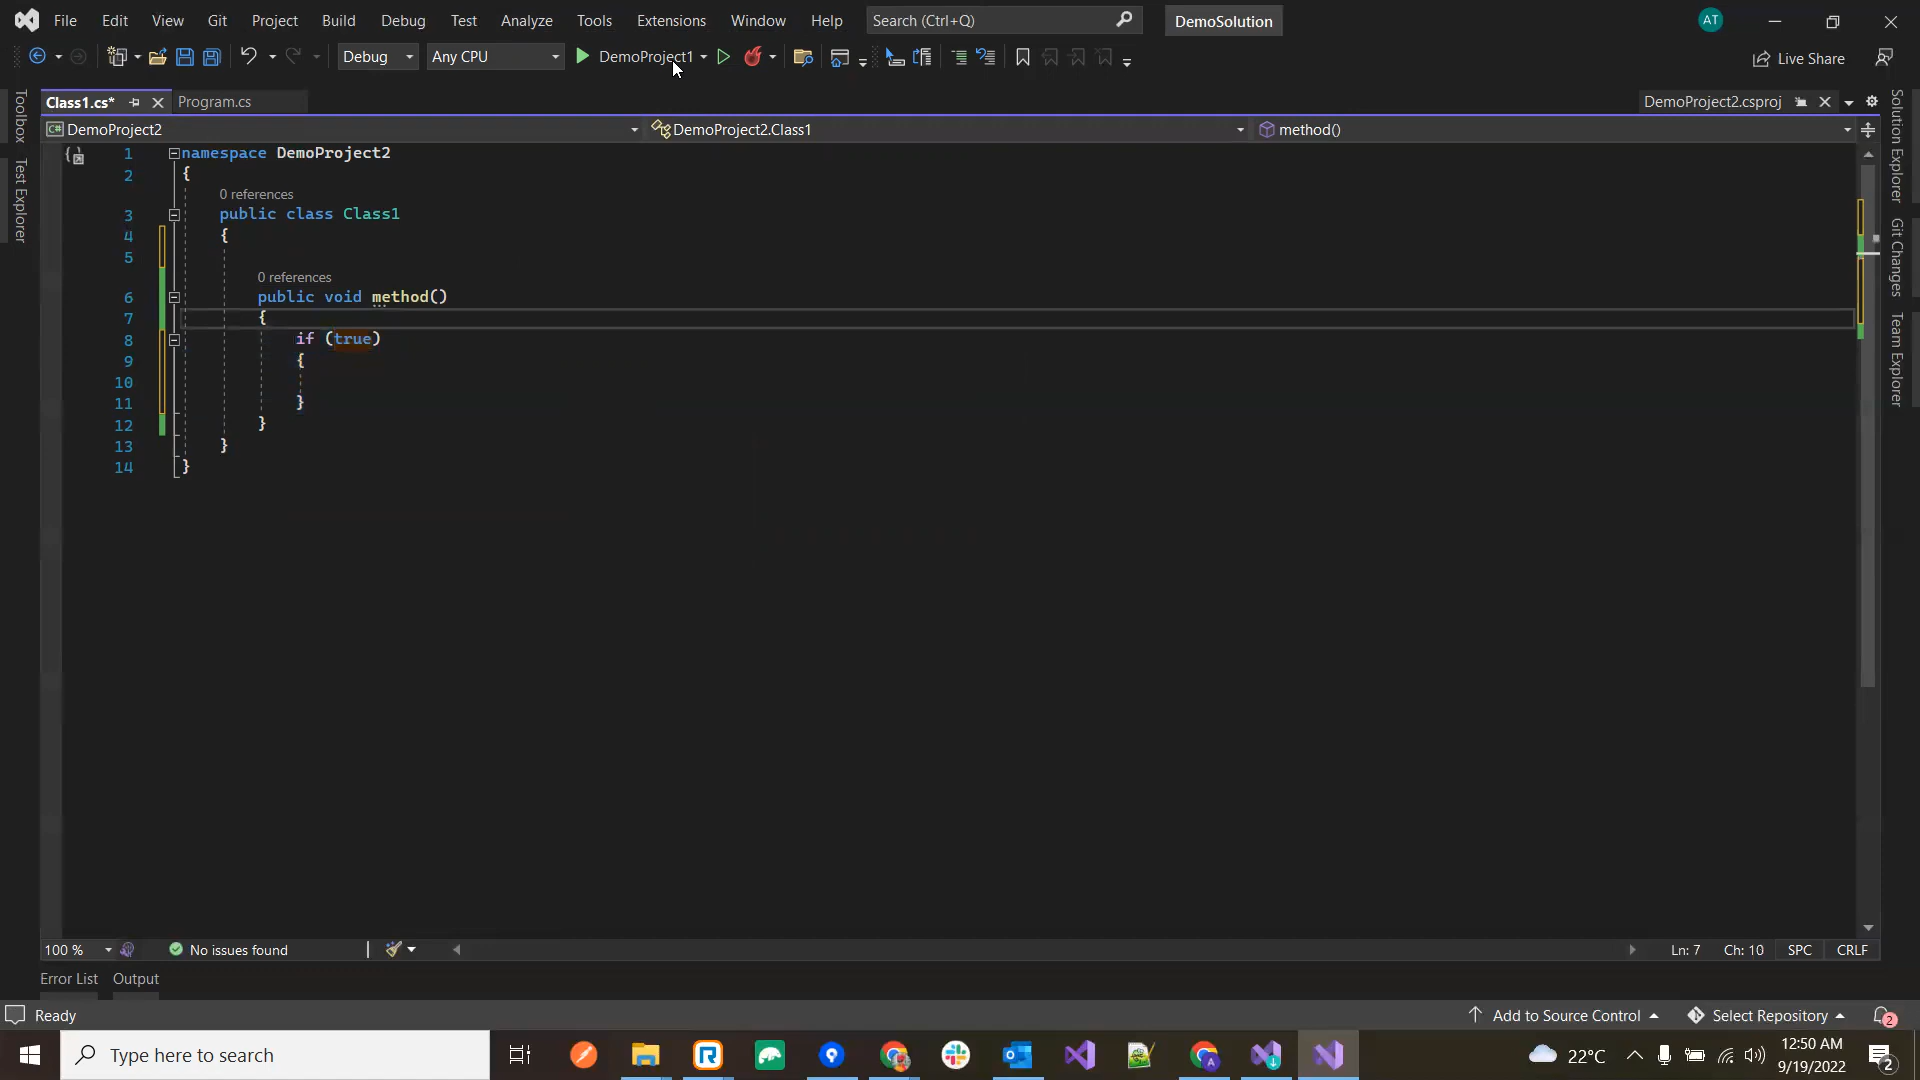 File Edit View Git Project Build Debug Test Analyze Tools Extensions Window Help Search (Ctrl+Q) DemoSolution AT
Debug Any CPU DemoProject1 Live Share
Class1.cs* Program.cs DemoProject2.csproj
DemoProject2 DemoProject2.Class1 method()
Toolbox
Test Explorer
Solution Explorer
Git Changes
Team Explorer
1 namespace DemoProject2
2 {
0 references
3 public class Class1
4 {
5
0 references
6 public void method()
7 {
8 if (true)
9 {
10
11 }
12 }
13 }
14 }
100 % No issues found Ln: 7 Ch: 10 SPC CRLF
Error List Output
Ready Add to Source Control Select Repository 2
Type here to search 22°C 12:50 AM
9/19/2022 2